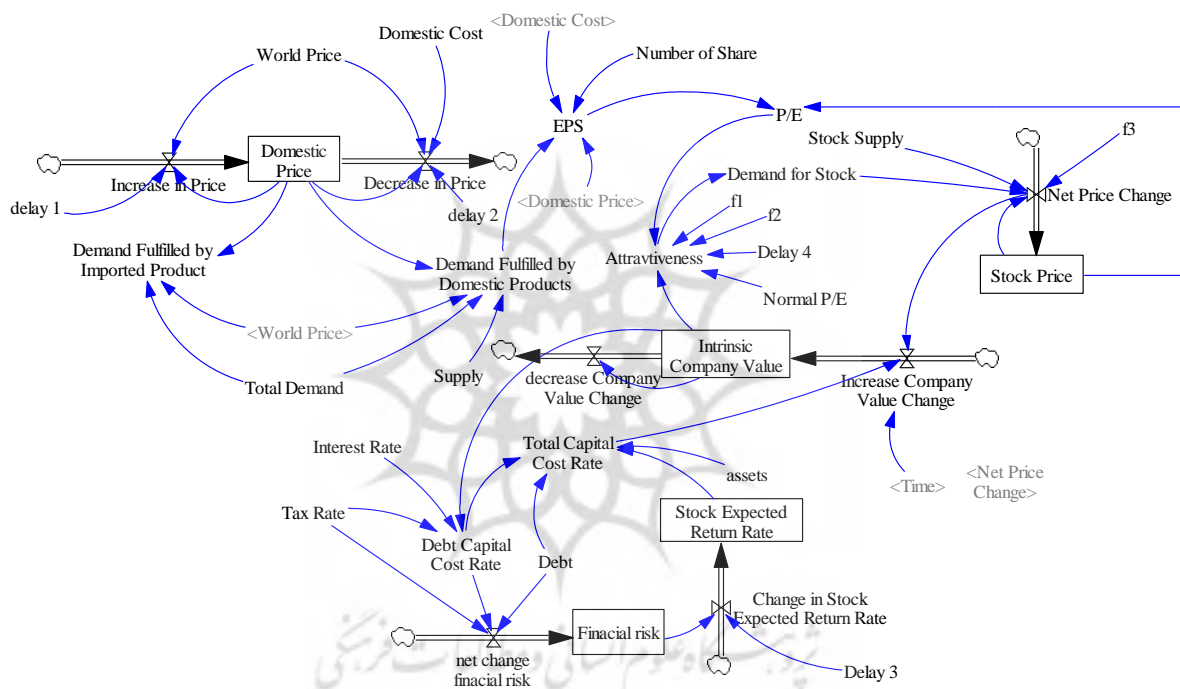 <Domestic Cost>
Domestic Cost
World Price
Number of Share
EPS
P/E
f3
Stock Supply
Domestic
Price
Increase in Price
Decrease in Price
Demand for Stock
Net Price Change
delay 1
delay 2
<Domestic Price>
f1
f2
Demand Fulfilled by
Imported Product
Demand Fulfilled by
Domestic Products
Attravtiveness
Delay 4
Stock Price
Normal P/E
<World Price>
Intrinsic
Company Value
Supply
decrease Company
Value Change
Increase Company
Value Change
Total Demand
Interest Rate
Total Capital
Cost Rate
assets
<Time>
<Net Price
Change>
Tax Rate
Stock Expected
Return Rate
Debt Capital
Cost Rate
Debt
Change in Stock
Expected Return Rate
Finacial risk
net change
finacial risk
Delay 3
پژوهشگاه علوم انسانی و مطالعات فرهنگی